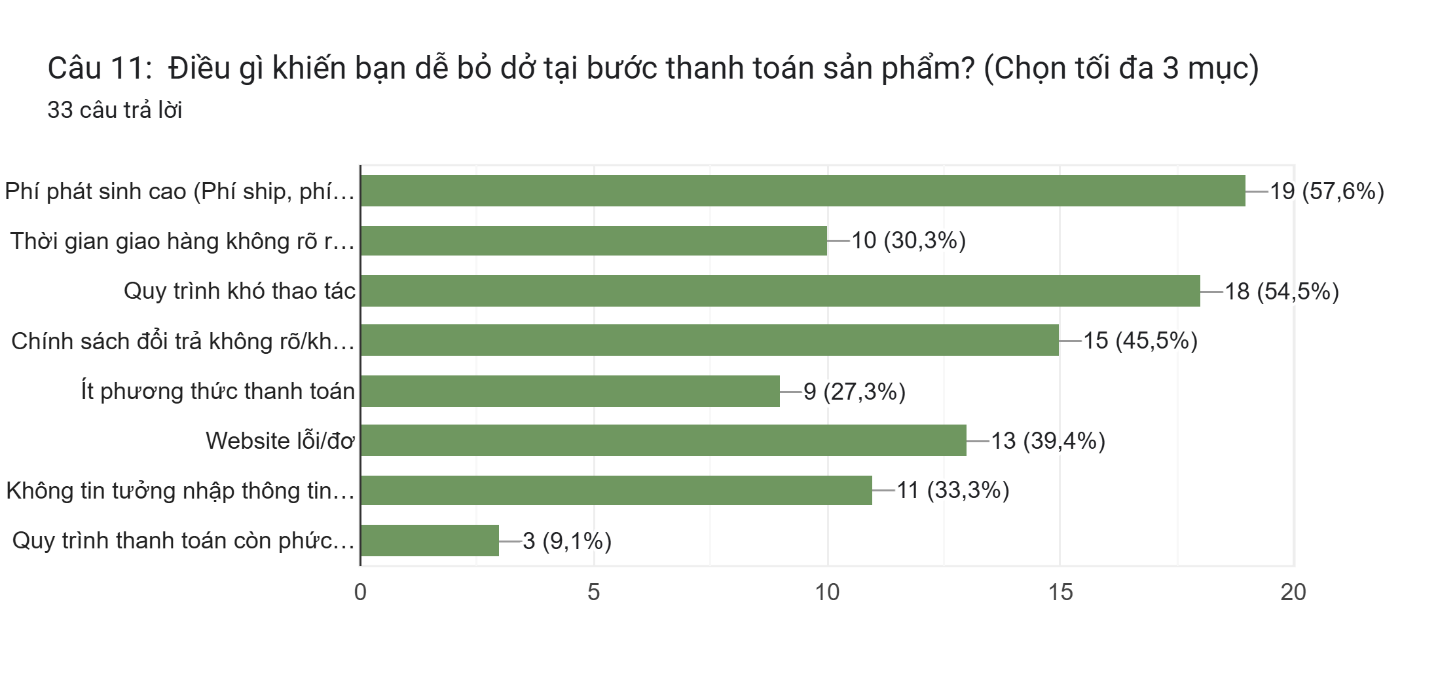 Câu 11:  Điều gì khiến bạn dễ bỏ dở tại bước thanh toán sản phẩm? (Chọn tối đa 3 mục)
33 câu trả lời
Phí phát sinh cao (Phí ship, phí… 19 (57,6%)
Thời gian giao hàng không rõ r… 10 (30,3%)
Quy trình khó thao tác 18 (54,5%)
Chính sách đổi trả không rõ/kh… 15 (45,5%)
Ít phương thức thanh toán 9 (27,3%)
Website lỗi/đơ 13 (39,4%)
Không tin tưởng nhập thông tin… 11 (33,3%)
Quy trình thanh toán còn phức… 3 (9,1%)
0 5 10 15 20